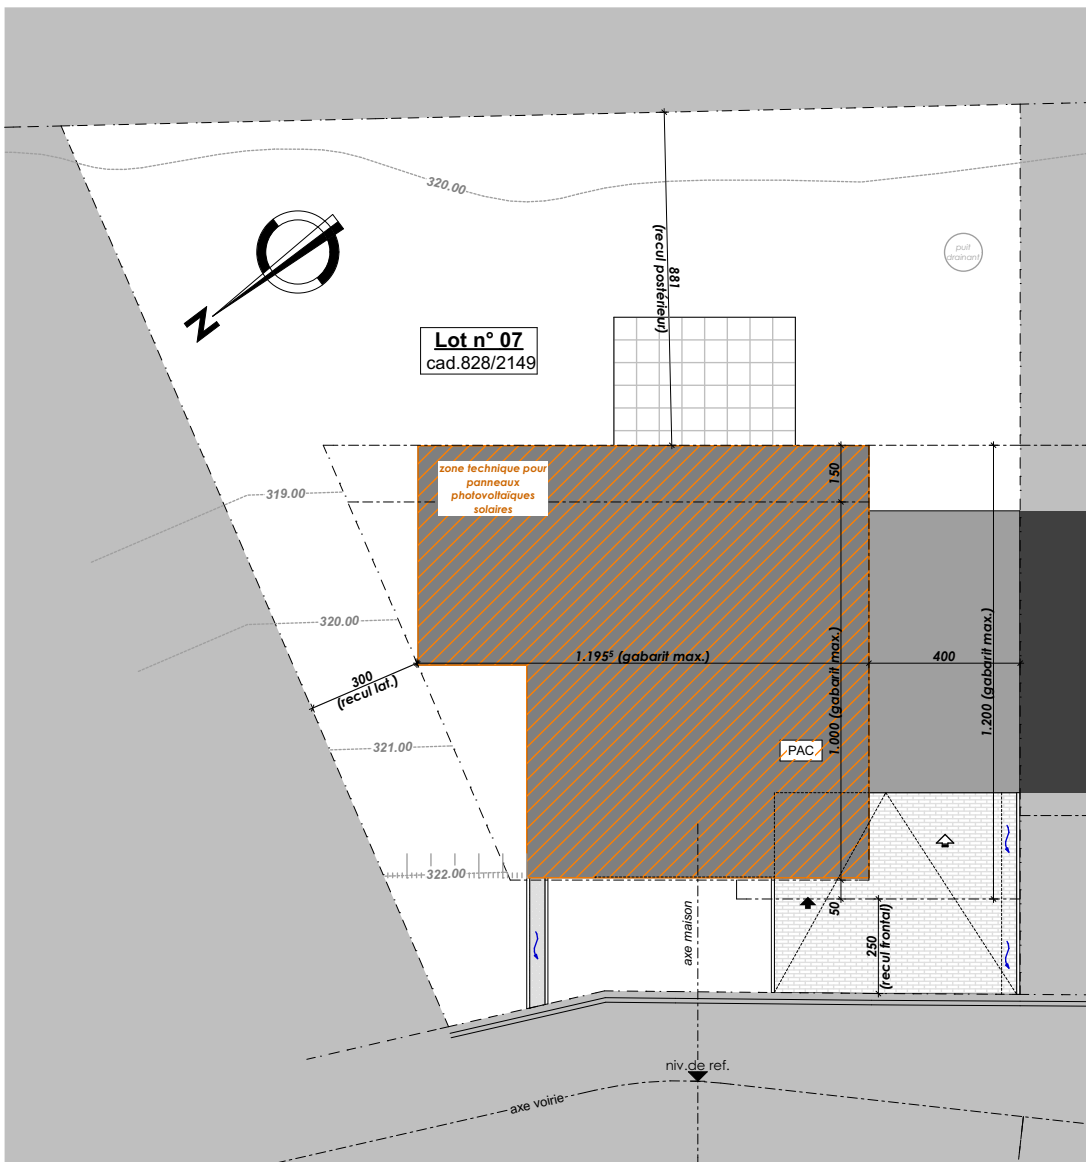 320.00
puit
drainant
881
(recul postérieur)
N
Lot n° 07
cad.828/2149
zone technique pour
panneaux
photovoltaïques
solaires
150
319.00
320.00
1.195⁵ (gabarit max.)
400
1.000 (gabarit max.)
1.200 (gabarit max.)
300
(recul lat.)
321.00
PAC
322.00
50
250
(recul frontal)
axe maison
niv.de ref.
axe voirie